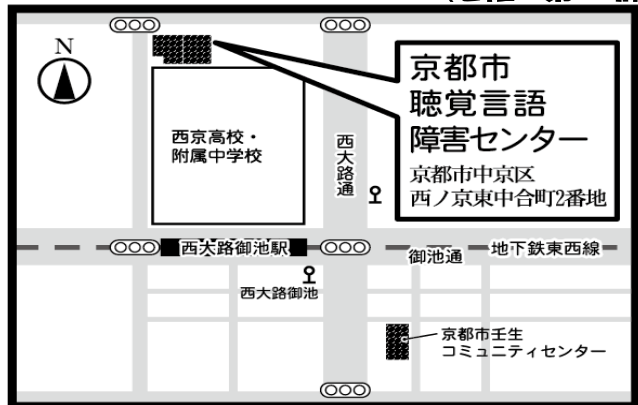 N
京都市
聴覚言語
障害センター
京都市中京区
西ノ京東中合町2番地
西京高校・
附属中学校
西大路通
西大路御池駅
御池通
地下鉄東西線
西大路御池
京都市壬生
コミュニティセンター